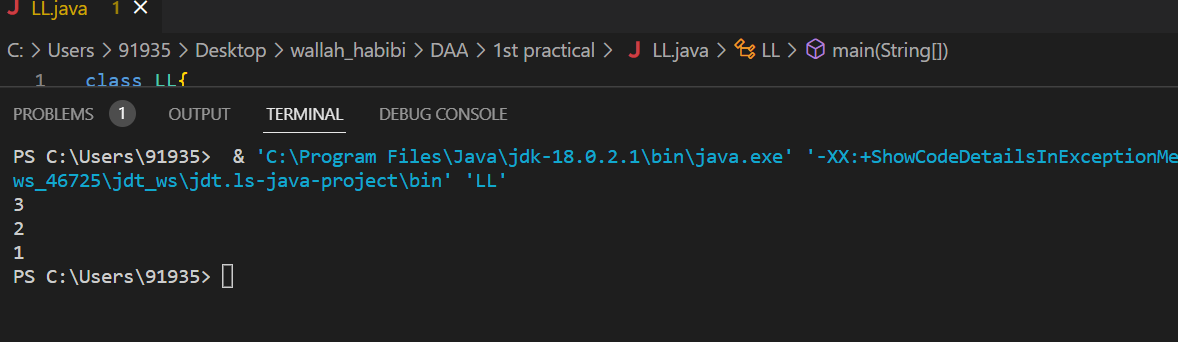 LL.java 1
C: > Users > 91935 > Desktop > wallah_habibi > DAA > 1st practical > LL.java > LL > main(String[])
1 class LL{
PROBLEMS 1 OUTPUT TERMINAL DEBUG CONSOLE
PS C:\Users\91935> & 'C:\Program Files\Java\jdk-18.0.2.1\bin\java.exe' '-XX:+ShowCodeDetailsInExceptionMe
ws_46725\jdt_ws\jdt.ls-java-project\bin' 'LL'
3
2
1
PS C:\Users\91935>